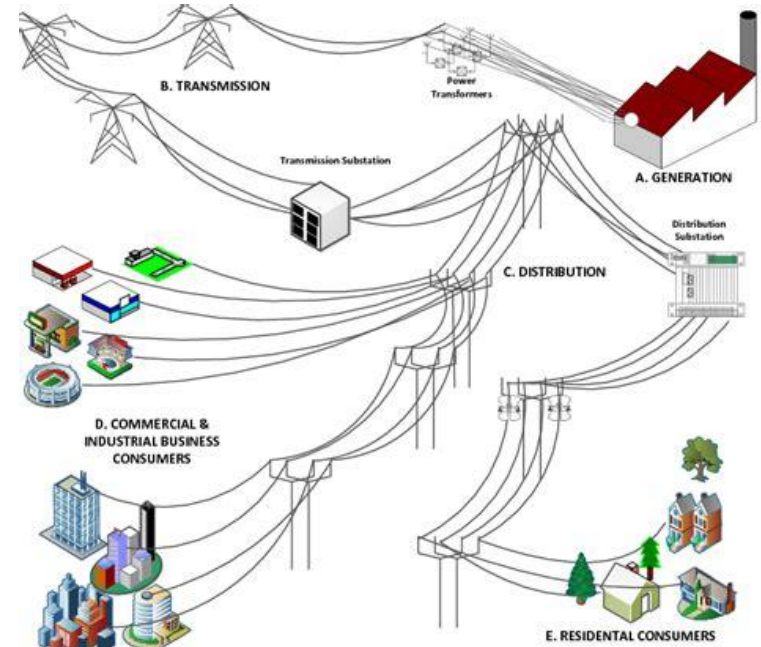 B. TRANSMISSION
Power
Transformers
A. GENERATION
Transmission Substation
Distribution
Substation
C. DISTRIBUTION
D. COMMERCIAL &
INDUSTRIAL BUSINESS
CONSUMERS
E. RESIDENTAL CONSUMERS